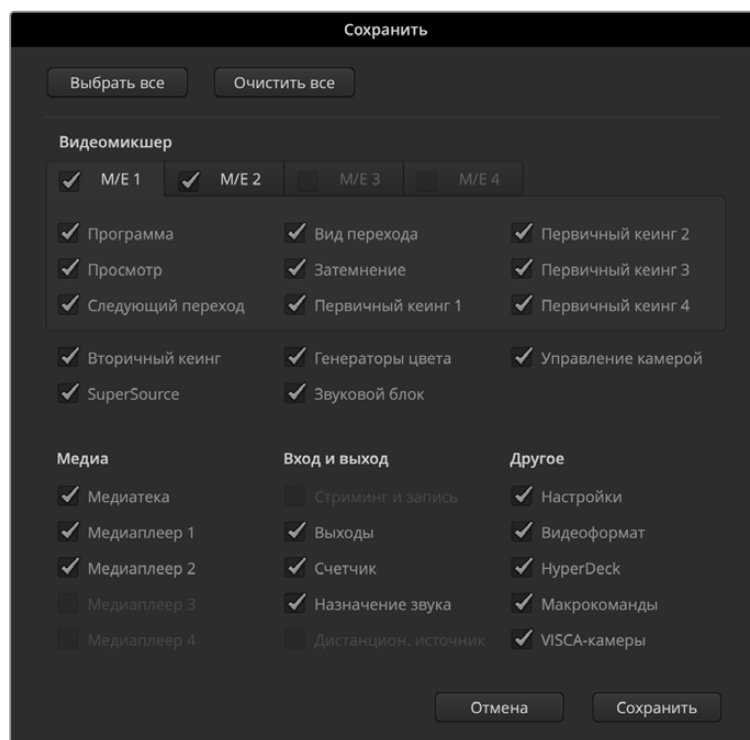 Сохранить
Выбрать все Очистить все
Видеомикшер
M/E 1 M/E 2 M/E 3 M/E 4
Программа Вид перехода Первичный кеинг 2
Просмотр Затемнение Первичный кеинг 3
Следующий переход Первичный кеинг 1 Первичный кеинг 4
Вторичный кеинг Генераторы цвета Управление камерой
SuperSource Звуковой блок
Медиа Вход и выход Другое
Медиатека Стриминг и запись Настройки
Медиаплеер 1 Выходы Видеоформат
Медиаплеер 2 Счетчик HyperDeck
Медиаплеер 3 Назначение звука Макрокоманды
Медиаплеер 4 Дистанцион. источник VISCA-камеры
Отмена Сохранить